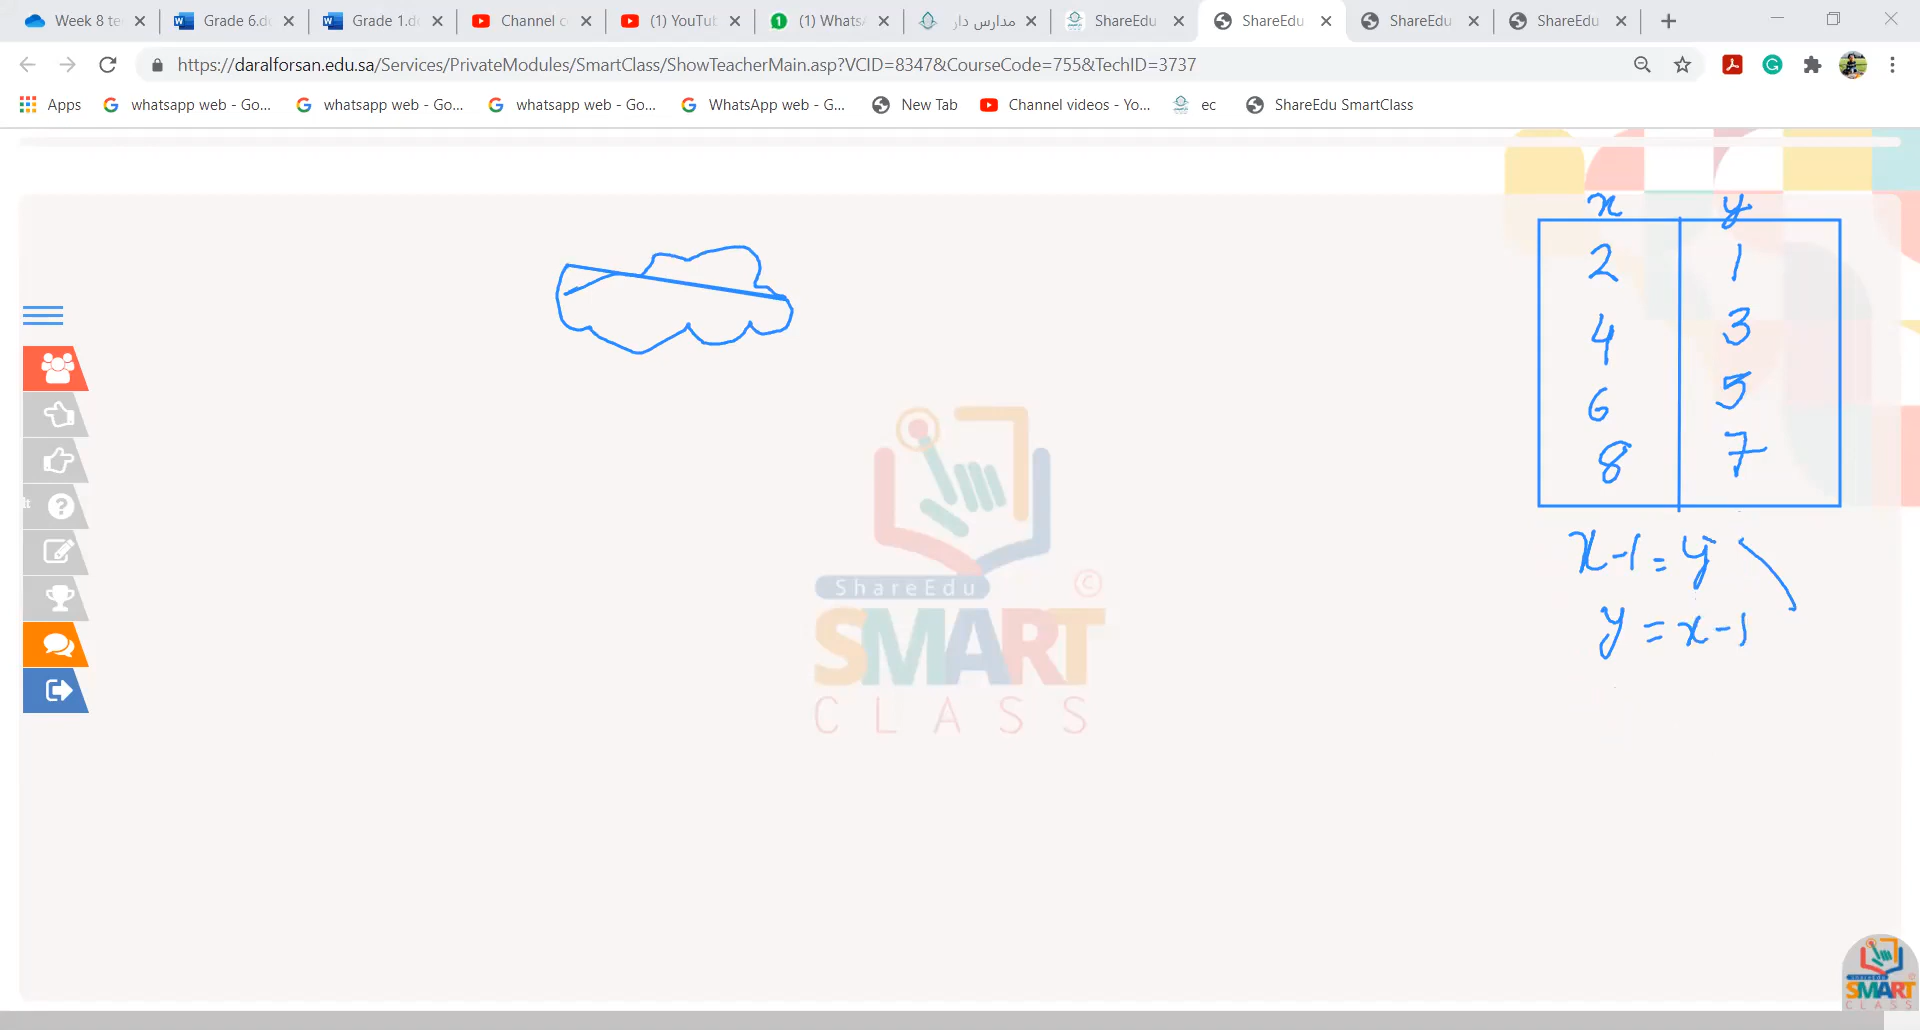 Week 8 te
Grade 6.d
Grade 1.d
Channel c
(1) YouTu
(1) Whats
مدارس دار
ShareEdu
ShareEdu
ShareEdu
ShareEdu
https://daralforsan.edu.sa/Services/PrivateModules/SmartClass/ShowTeacherMain.asp?VCID=8347&CourseCode=755&TechID=3737
Apps
whatsapp web - Go...
whatsapp web - Go...
whatsapp web - Go...
WhatsApp web - G...
New Tab
Channel videos - Yo...
ec
ShareEdu SmartClass
x y
2 1
4 3
6 5
8 7
x-1=y
y=x-1
ShareEdu ©
SMART
CLASS
ShareEdu
SMART
CLASS